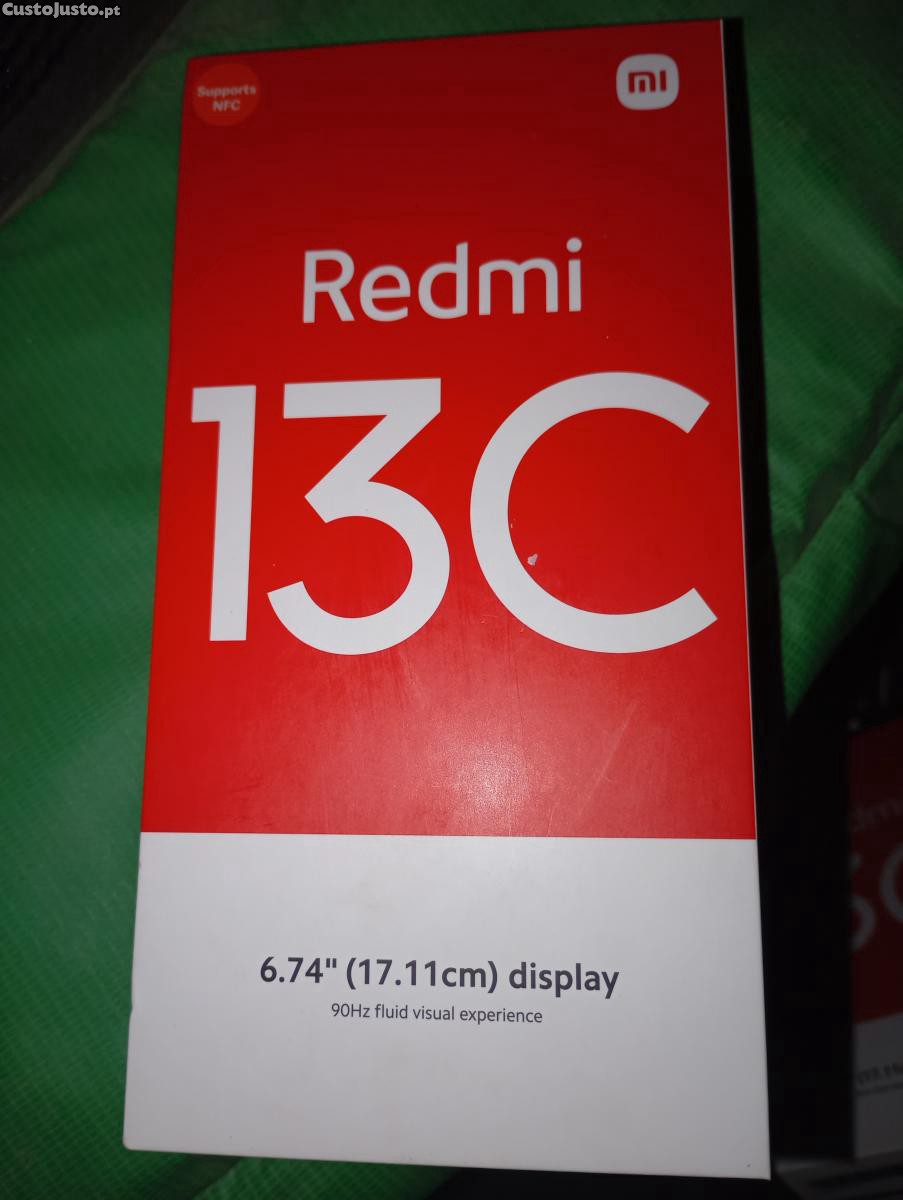 CustoJusto.pt
Supports
NFC
mi
Redmi
13C
6.74" (17.11cm) display
90Hz fluid visual experience